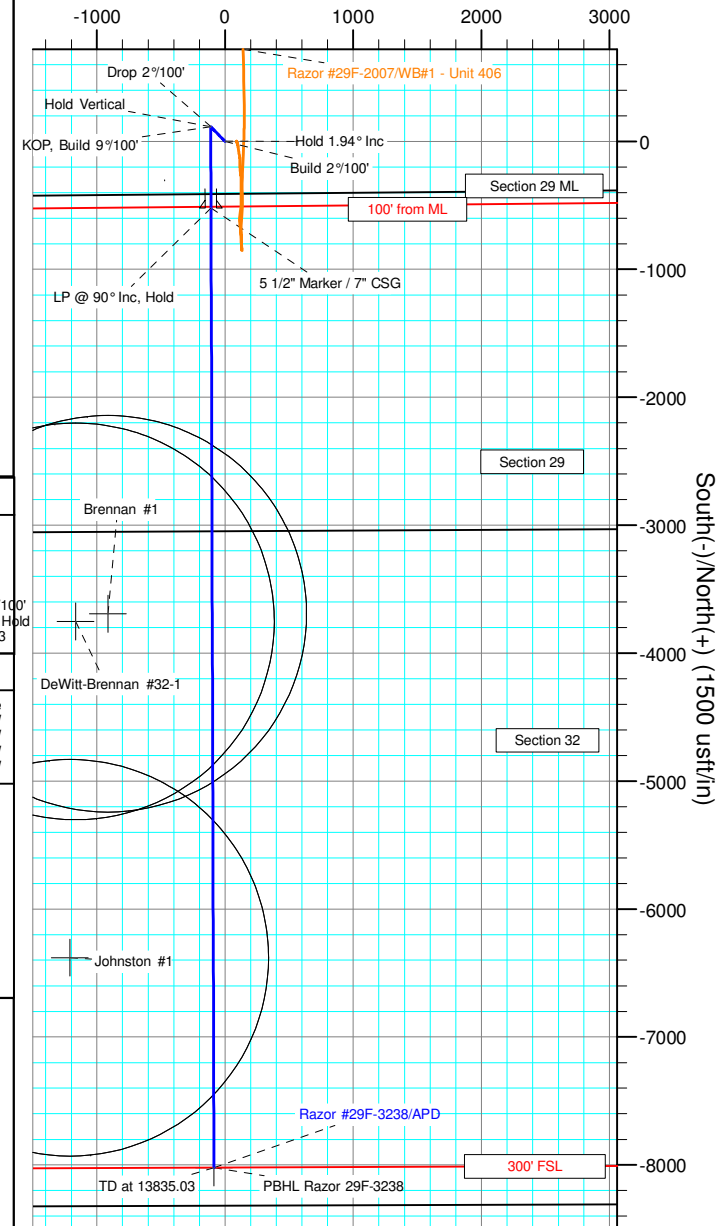 -1000 0 1000 2000 3000
Drop 2°/100'
Razor #29F-2007/WB#1 - Unit 406
Hold Vertical
KOP, Build 9°/100'
Hold 1.94° Inc
0
Build 2°/100'
Section 29 ML
100' from ML
-1000
5 1/2" Marker / 7" CSG
LP @ 90° Inc, Hold
-2000
Section 29
Brennan #1
-3000
/100'
Hold
3
DeWitt-Brennan #32-1
-4000
Section 32
South(-)/North(+) (1500 usft/in)
-5000
-6000
Johnston #1
-7000
Razor #29F-3238/APD
300' FSL
-8000
TD at 13835.03
PBHL Razor 29F-3238